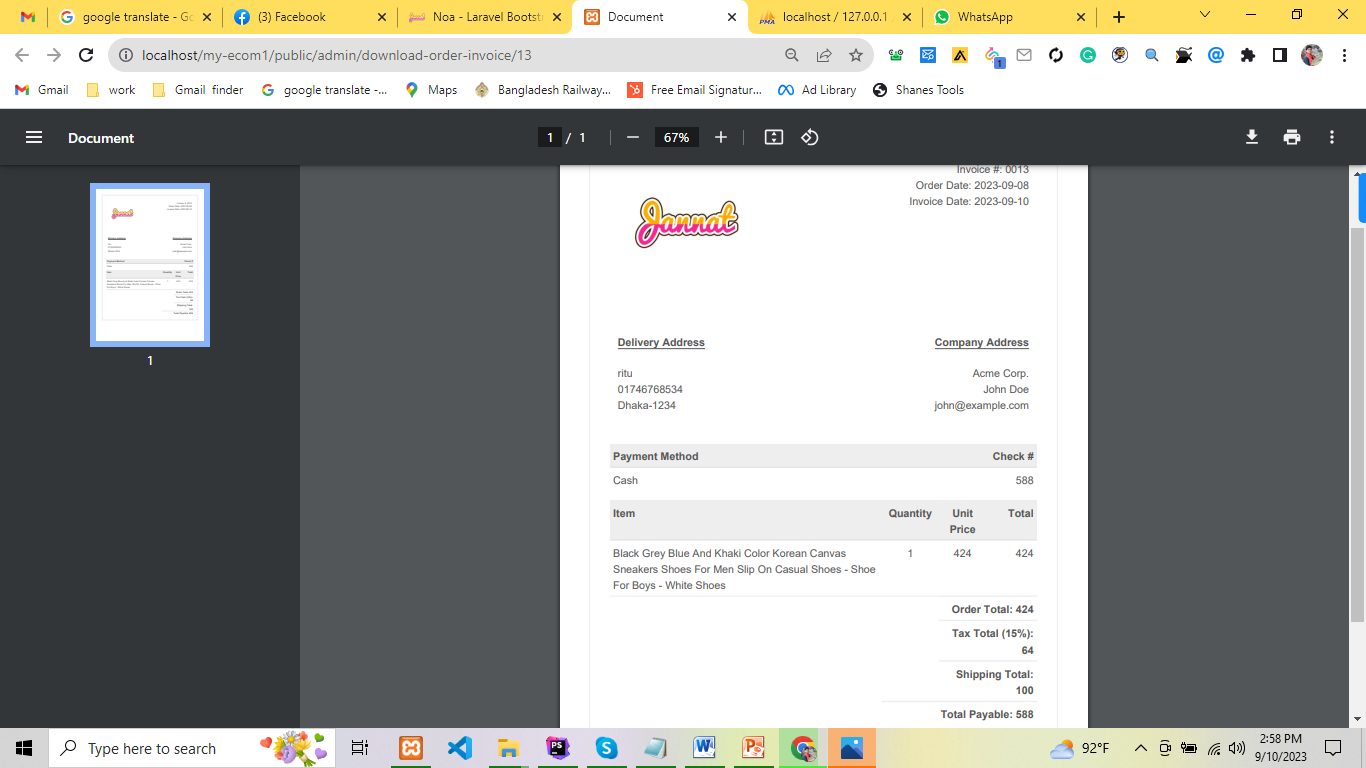 google translate - Go
(3) Facebook
Noa - Laravel Bootstr
Document
localhost / 127.0.0.1
WhatsApp
localhost/my-ecom1/public/admin/download-order-invoice/13
1
Gmail
work
Gmail finder
google translate -...
Maps
Bangladesh Railway...
Free Email Signatur...
Ad Library
Shanes Tools
Document
1 / 1
67%
Invoice #: 0013
Order Date: 2023-09-08
Invoice Date: 2023-09-10
Jannat
Delivery Address
Company Address
ritu
Acme Corp.
01746768534
John Doe
Dhaka-1234
john@example.com
1
Payment Method Check #
Cash 588
Item Quantity Unit Price Total
Black Grey Blue And Khaki Color Korean Canvas 1 424 424
Sneakers Shoes For Men Slip On Casual Shoes - Shoe
For Boys - White Shoes
Order Total: 424
Tax Total (15%):
64
Shipping Total:
100
Total Payable: 588
Type here to search
92°F
2:58 PM
9/10/2023